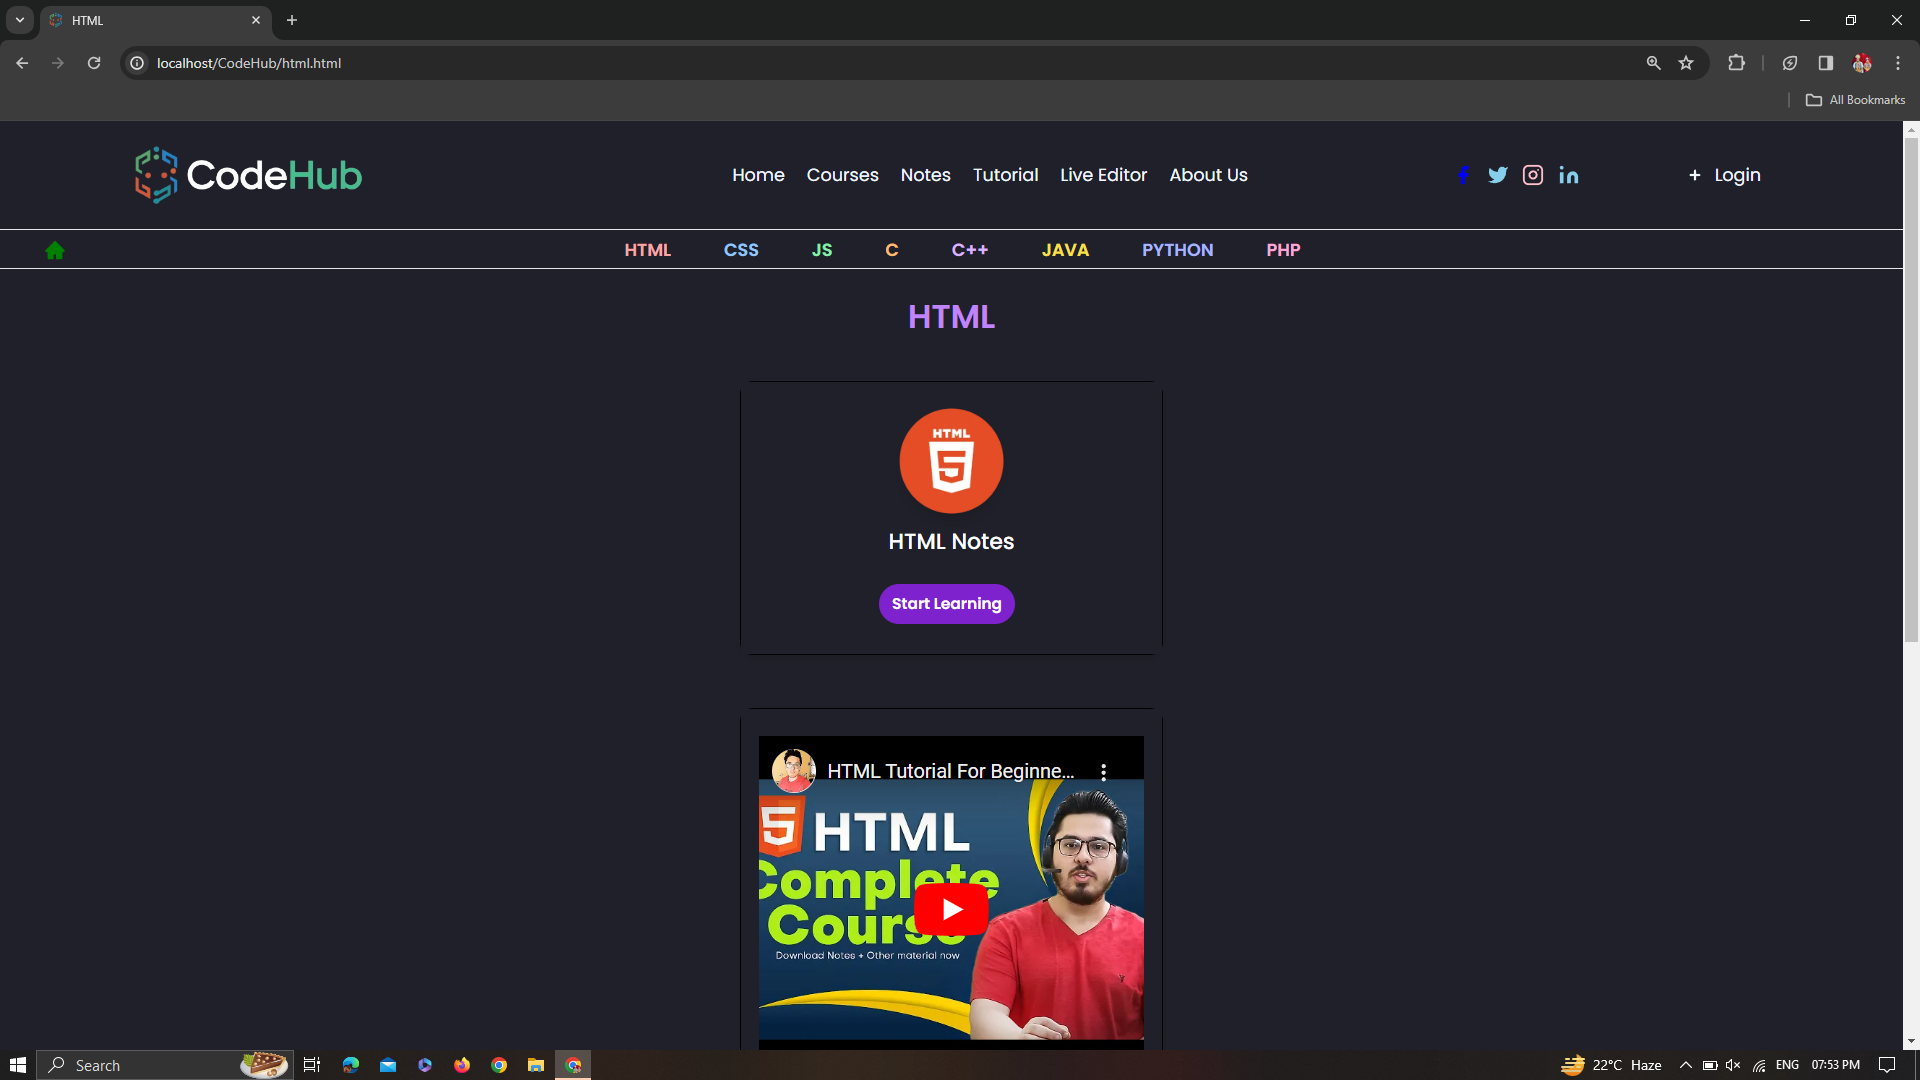 HTML
localhost/CodeHub/html.html
All Bookmarks
CodeHub
Home Courses Notes Tutorial Live Editor About Us
+ Login
HTML CSS JS C C++ JAVA PYTHON PHP
HTML
HTML
5
HTML Notes
Start Learning
HTML Tutorial For Beginne...
5 HTML
Complete
Course
Download Notes + Other material now
Search
22°C Haze
ENG
07:53 PM